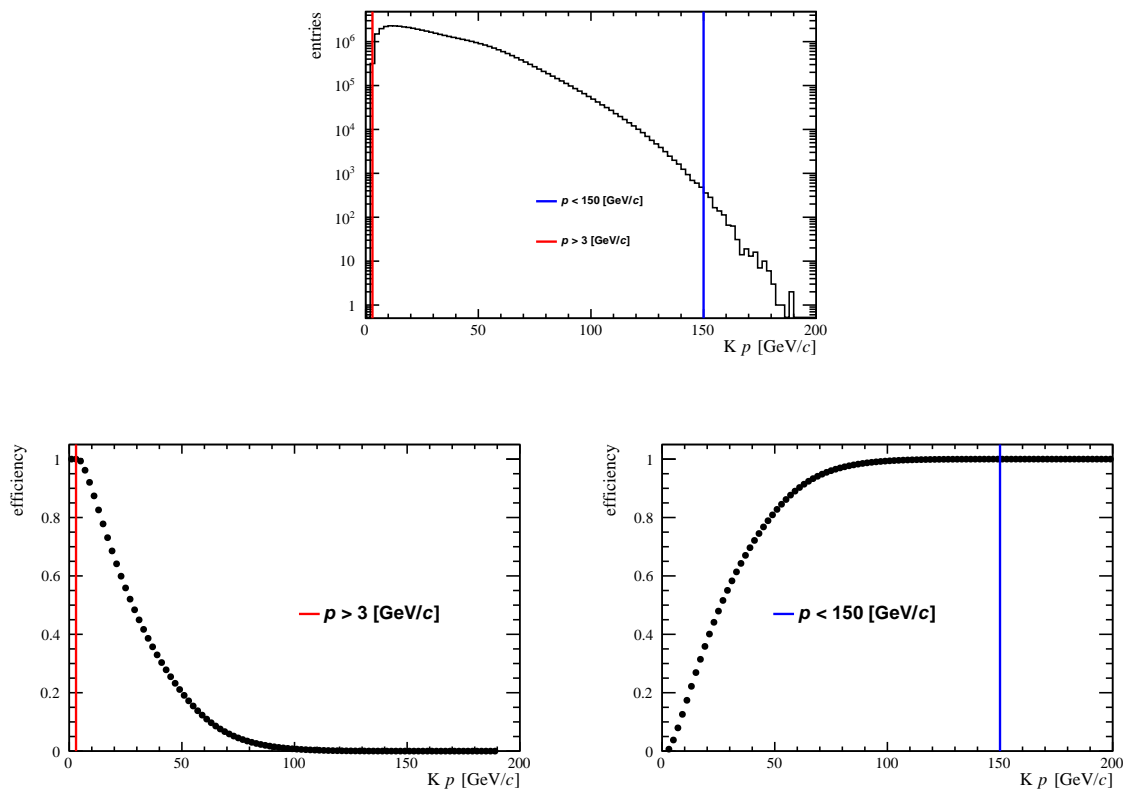 entries
10^6
10^5
10^4
10^3
10^2
10
1
p < 150 [GeV/c]
p > 3 [GeV/c]
0 50 100 150 200
K p [GeV/c]
efficiency
1
0.8
0.6
0.4
0.2
0
p > 3 [GeV/c]
0 50 100 150 200
K p [GeV/c]
efficiency
1
0.8
0.6
0.4
0.2
0
p < 150 [GeV/c]
0 50 100 150 200
K p [GeV/c]